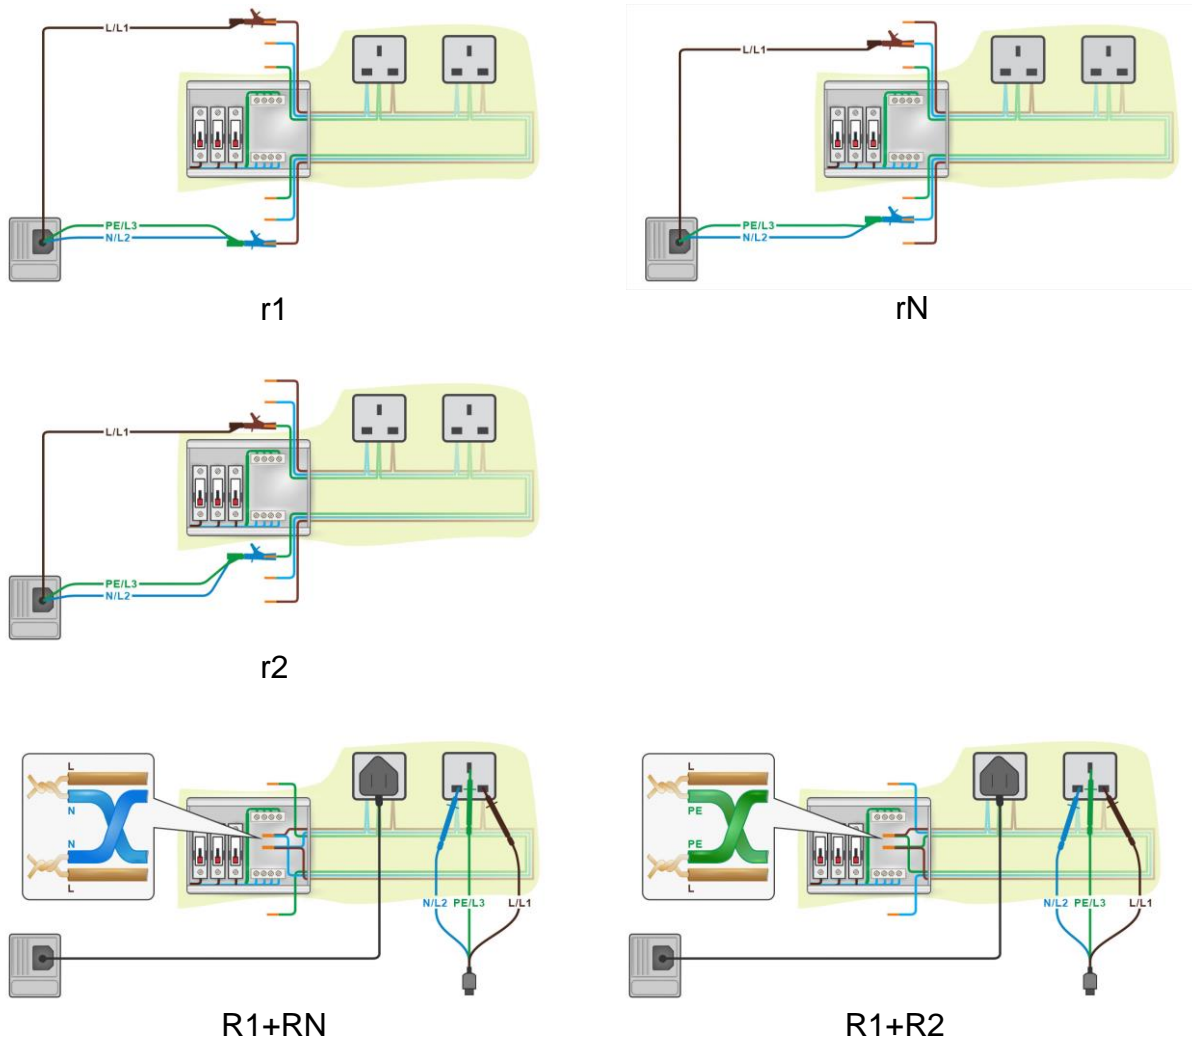 L/L1
PE/L3
N/L2
r1
L/L1
PE/L3
N/L2
rN
L/L1
PE/L3
N/L2
r2
L
N
N
L
N/L2 PE/L3 L/L1
R1+RN
L
PE
PE
L
N/L2 PE/L3 L/L1
R1+R2